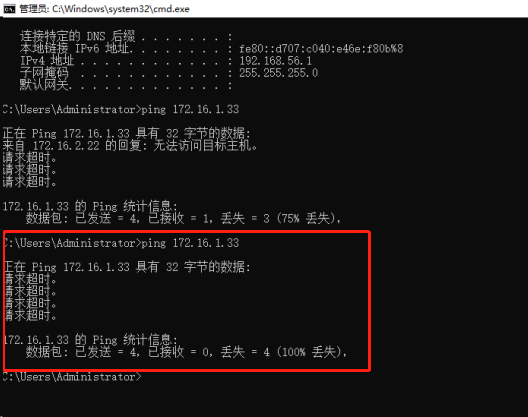 管理员: C:\Windows\system32\cmd.exe
连接特定的 DNS 后缀 . . . . . . . :
本地链接 IPv6 地址. . . . . . . . : fe80::d707:c040:e46e:f80b%8
IPv4 地址 . . . . . . . . . . . . : 192.168.56.1
子网掩码 . . . . . . . . . . . . : 255.255.255.0
默认网关. . . . . . . . . . . . . :
C:\Users\Administrator>ping 172.16.1.33
正在 Ping 172.16.1.33 具有 32 字节的数据:
来自 172.16.2.22 的回复: 无法访问目标主机。
请求超时。
请求超时。
请求超时。
172.16.1.33 的 Ping 统计信息:
数据包: 已发送 = 4, 已接收 = 1, 丢失 = 3 (75% 丢失),
C:\Users\Administrator>ping 172.16.1.33
正在 Ping 172.16.1.33 具有 32 字节的数据:
请求超时。
请求超时。
请求超时。
请求超时。
172.16.1.33 的 Ping 统计信息:
数据包: 已发送 = 4, 已接收 = 0, 丢失 = 4 (100% 丢失),
C:\Users\Administrator>